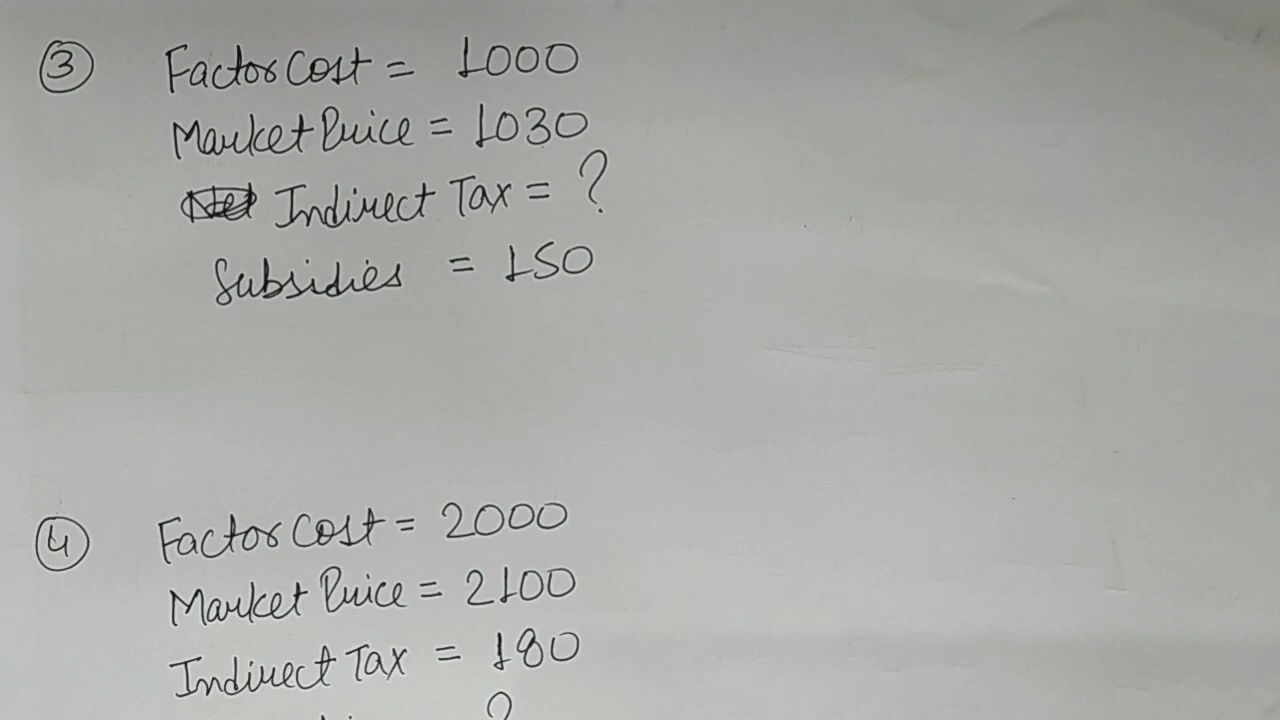 3 Factor Cost = 1000
Market Price = 1030
Indirect Tax = ?
Subsidies = 150
4 Factor Cost = 2000
Market Price = 2100
Indirect Tax = 180
?